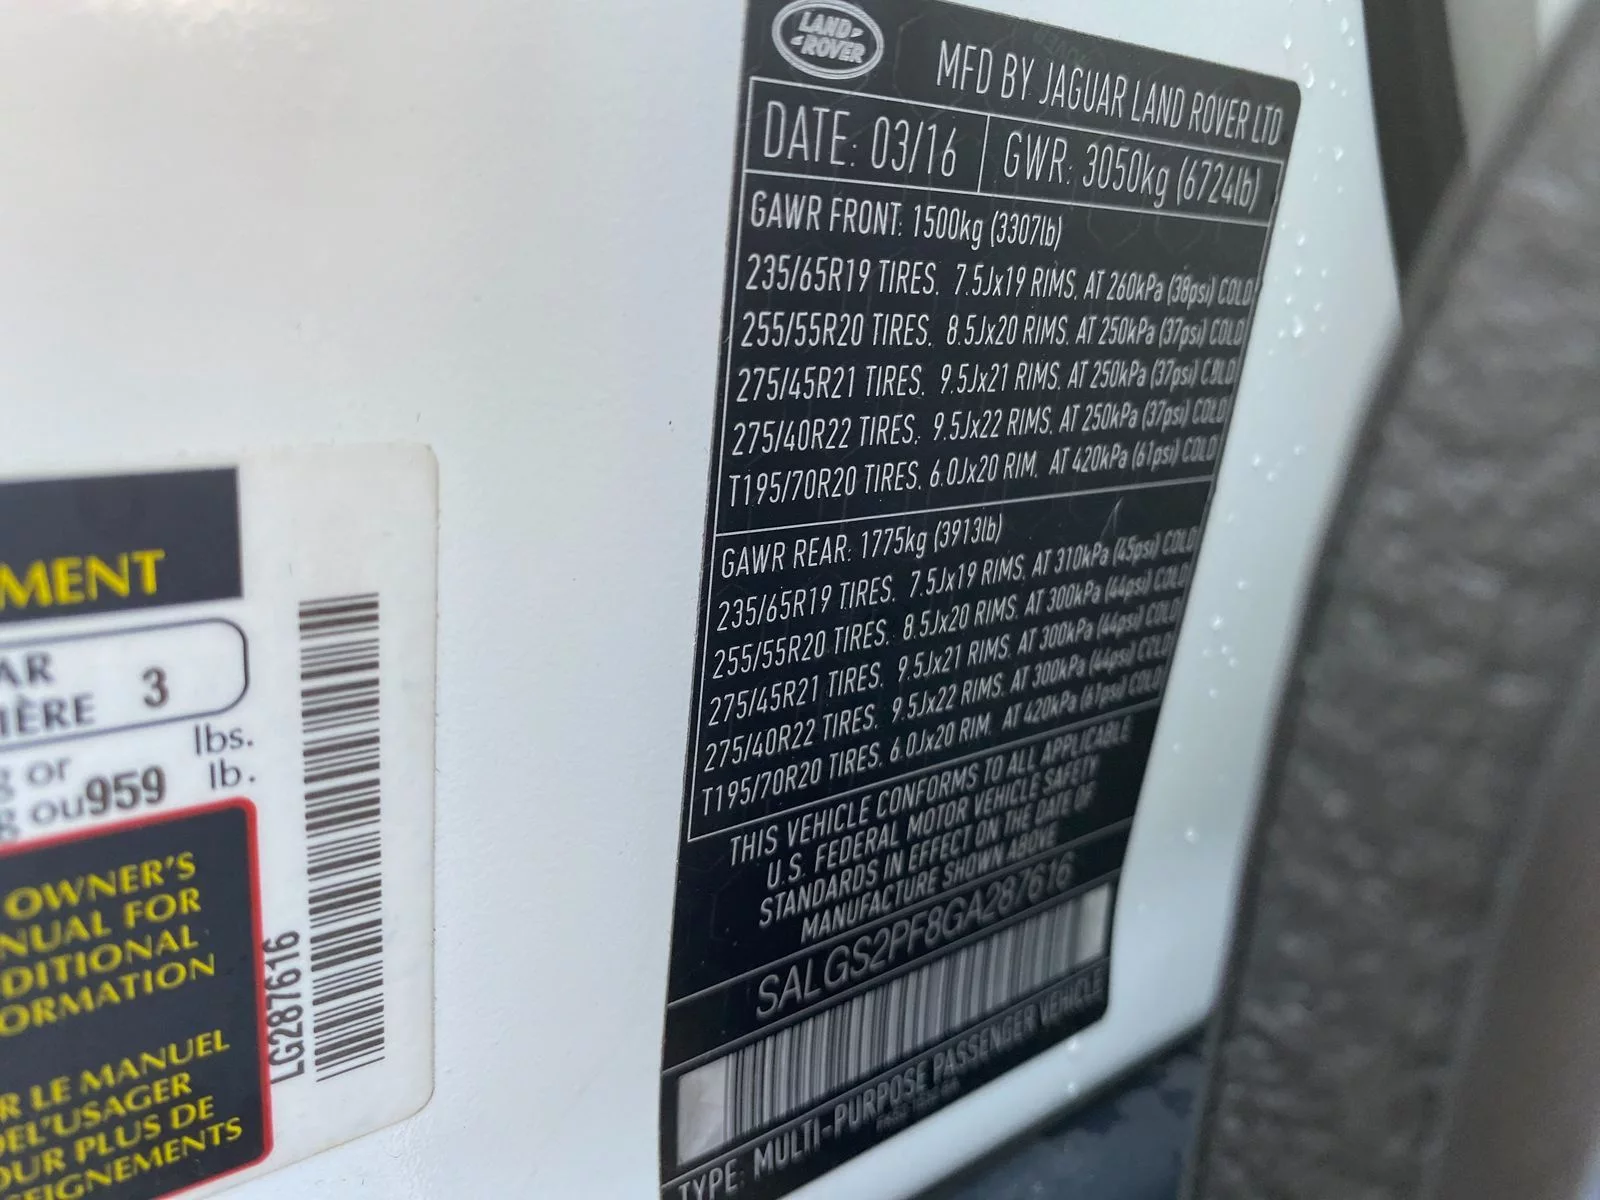 MENT
AR
IÈRE 3
g or lbs.
g ou 959 lb.
OWNER'S
NUAL FOR
DITIONAL
ORMATION
R LE MANUEL
DEL'USAGER
OUR PLUS DE
SEIGNEMENTS
LG287616
LAND
ROVER
MFD BY JAGUAR LAND ROVER LTD
DATE: 03/16 GWR: 3050kg (6724lb)
GAWR FRONT: 1500kg (3307lb)
235/65R19 TIRES, 7.5Jx19 RIMS, AT 260kPa (38psi) COLD
255/55R20 TIRES, 8.5Jx20 RIMS, AT 250kPa (37psi) COLD
275/45R21 TIRES, 9.5Jx21 RIMS, AT 250kPa (37psi) COLD
275/40R22 TIRES, 9.5Jx22 RIMS, AT 250kPa (37psi) COLD
T195/70R20 TIRES, 6.0Jx20 RIM, AT 420kPa (61psi) COLD
GAWR REAR: 1775kg (3913lb)
235/65R19 TIRES, 7.5Jx19 RIMS, AT 310kPa (45psi) COLD
255/55R20 TIRES, 8.5Jx20 RIMS, AT 300kPa (44psi) COLD
275/45R21 TIRES, 9.5Jx21 RIMS, AT 300kPa (44psi) COLD
275/40R22 TIRES, 9.5Jx22 RIMS, AT 300kPa (44psi) COLD
T195/70R20 TIRES, 6.0Jx20 RIM, AT 420kPa (61psi) COLD
THIS VEHICLE CONFORMS TO ALL APPLICABLE
U.S. FEDERAL MOTOR VEHICLE SAFETY
STANDARDS IN EFFECT ON THE DATE OF
MANUFACTURE SHOWN ABOVE
SALGS2PF8GA287616
TYPE: MULTI-PURPOSE PASSENGER VEHICLE